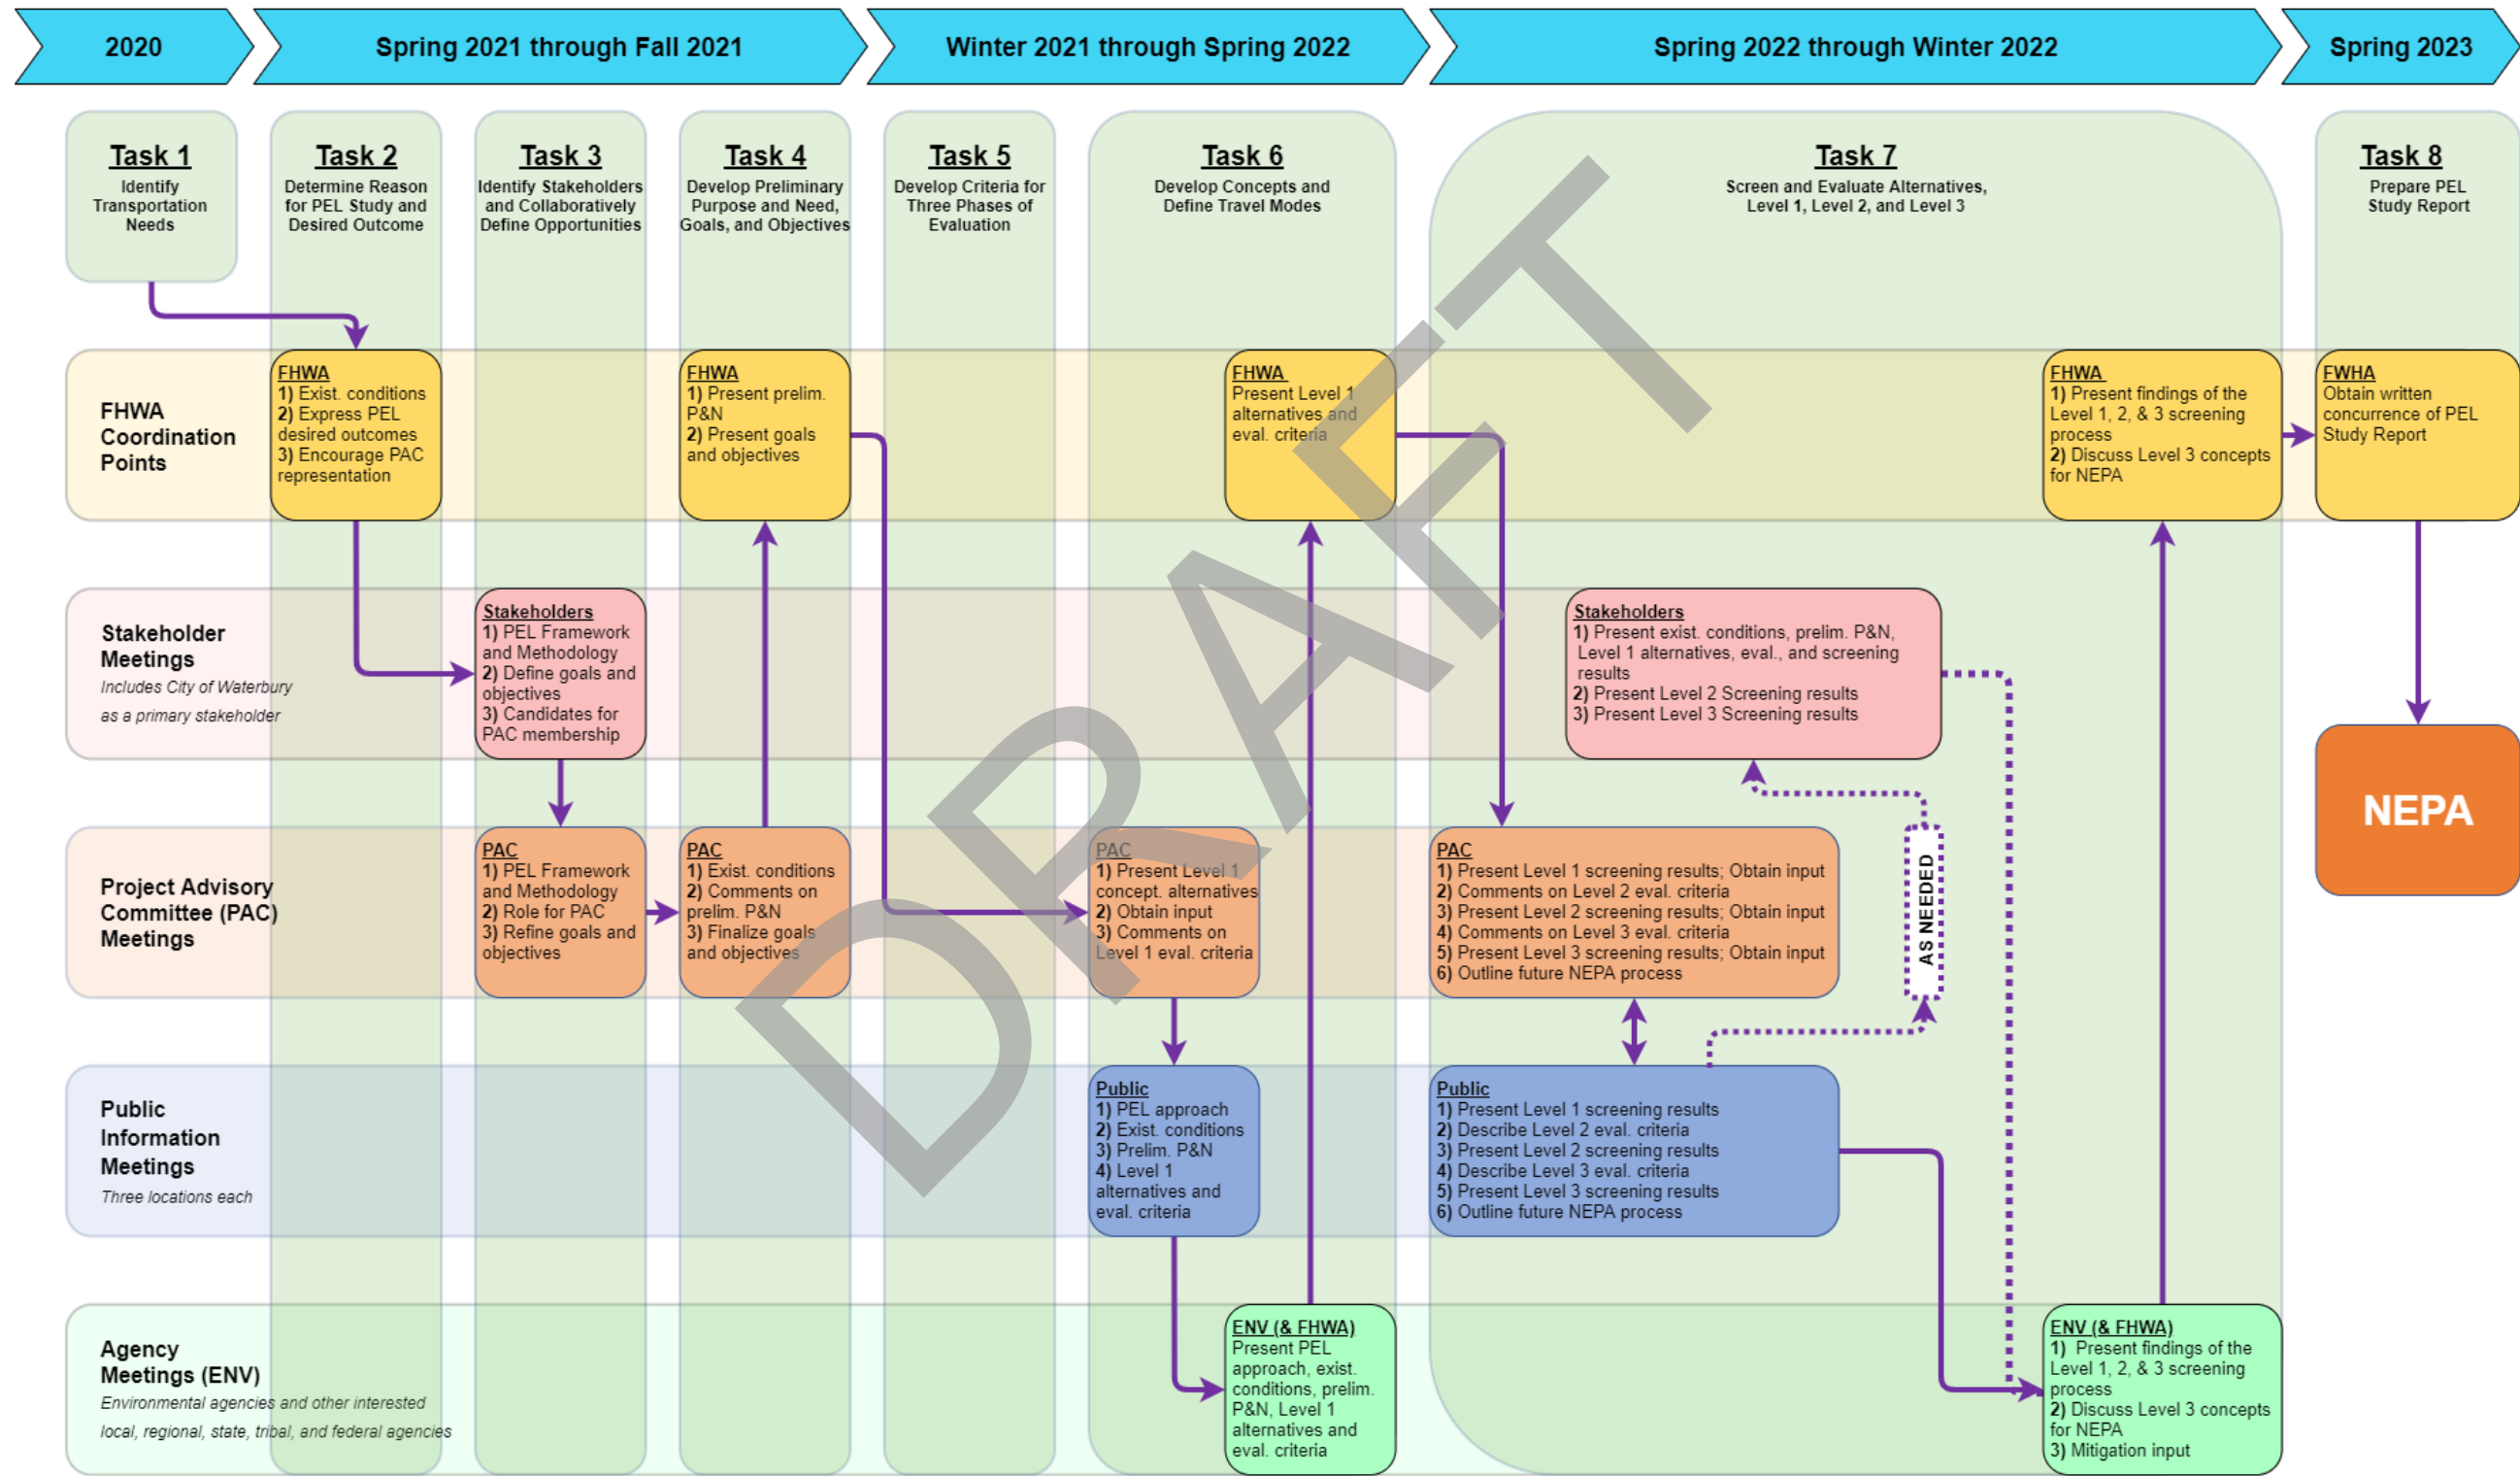 2020
Spring 2021 through Fall 2021
Winter 2021 through Spring 2022
Spring 2022 through Winter 2022
Spring 2023
Task 1
Identify
Transportation
Needs
Task 2
Determine Reason
for PEL Study and
Desired Outcome
Task 3
Identify Stakeholders
and Collaboratively
Define Opportunities
Task 4
Develop Preliminary
Purpose and Need,
Goals, and Objectives
Task 5
Develop Criteria for
Three Phases of
Evaluation
Task 6
Develop Concepts and
Define Travel Modes
Task 7
Screen and Evaluate Alternatives,
Level 1, Level 2, and Level 3
Task 8
Prepare PEL
Study Report
FHWA
Coordination
Points
FHWA
1) Exist. conditions
2) Express PEL
desired outcomes
3) Encourage PAC
representation
FHWA
1) Present prelim.
P&N
2) Present goals
and objectives
FHWA
Present Level 1
alternatives and
eval. criteria
FHWA
1) Present findings of the
Level 1, 2, & 3 screening
process
2) Discuss Level 3 concepts
for NEPA
FWHA
Obtain written
concurrence of PEL
Study Report
Stakeholder
Meetings
Includes City of Waterbury
as a primary stakeholder
Stakeholders
1) PEL Framework
and Methodology
2) Define goals and
objectives
3) Candidates for
PAC membership
Stakeholders
1) Present exist. conditions, prelim. P&N,
Level 1 alternatives, eval., and screening
results
2) Present Level 2 Screening results
3) Present Level 3 Screening results
NEPA
Project Advisory
Committee (PAC)
Meetings
PAC
1) PEL Framework
and Methodology
2) Role for PAC
3) Refine goals and
objectives
PAC
1) Exist. conditions
2) Comments on
prelim. P&N
3) Finalize goals
and objectives
PAC
1) Present Level 1
concept. alternatives
2) Obtain input
3) Comments on
Level 1 eval. criteria
PAC
1) Present Level 1 screening results; Obtain input
2) Comments on Level 2 eval. criteria
3) Present Level 2 screening results; Obtain input
4) Comments on Level 3 eval. criteria
5) Present Level 3 screening results; Obtain input
6) Outline future NEPA process
AS NEEDED
Public
Information
Meetings
Three locations each
Public
1) PEL approach
2) Exist. conditions
3) Prelim. P&N
4) Level 1
alternatives and
eval. criteria
Public
1) Present Level 1 screening results
2) Describe Level 2 eval. criteria
3) Present Level 2 screening results
4) Describe Level 3 eval. criteria
5) Present Level 3 screening results
6) Outline future NEPA process
Agency
Meetings (ENV)
Environmental agencies and other interested
local, regional, state, tribal, and federal agencies
ENV (& FHWA)
Present PEL
approach, exist.
conditions, prelim.
P&N, Level 1
alternatives and
eval. criteria
ENV (& FHWA)
1) Present findings of the
Level 1, 2, & 3 screening
process
2) Discuss Level 3 concepts
for NEPA
3) Mitigation input
DRAFT